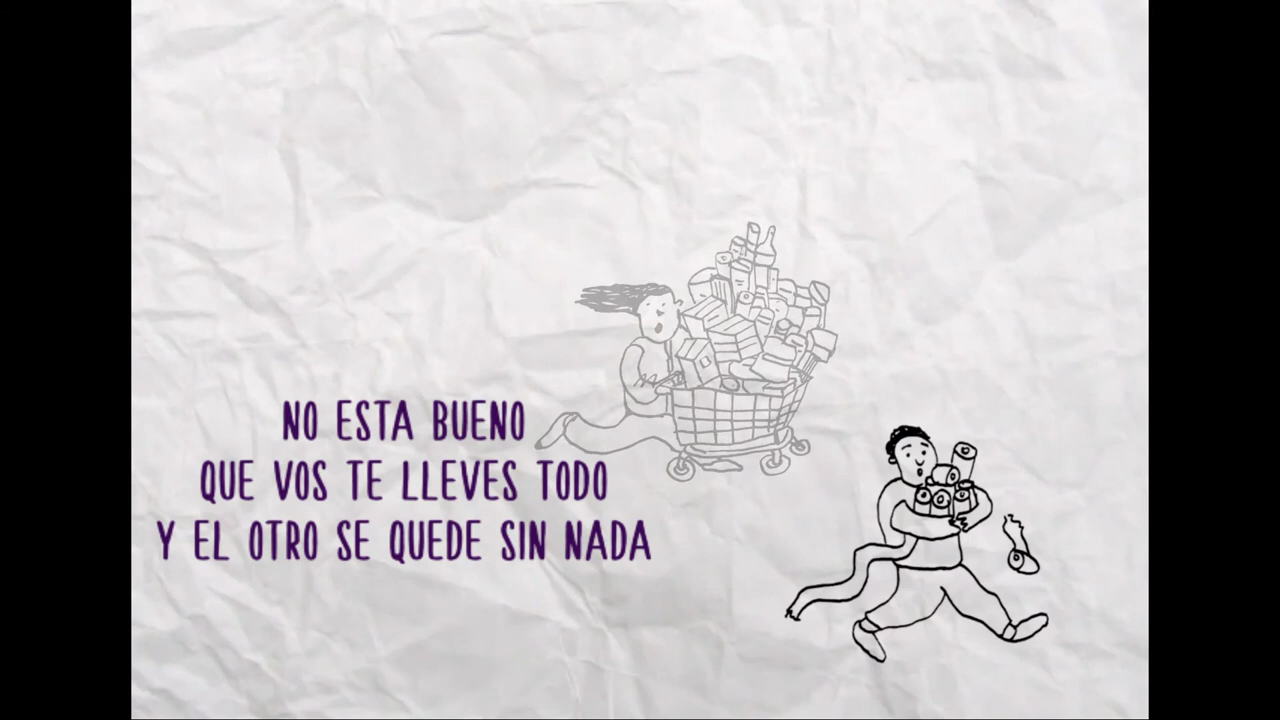 NO ESTA BUENO
QUE VOS TE LLEVES TODO
Y EL OTRO SE QUEDE SIN NADA